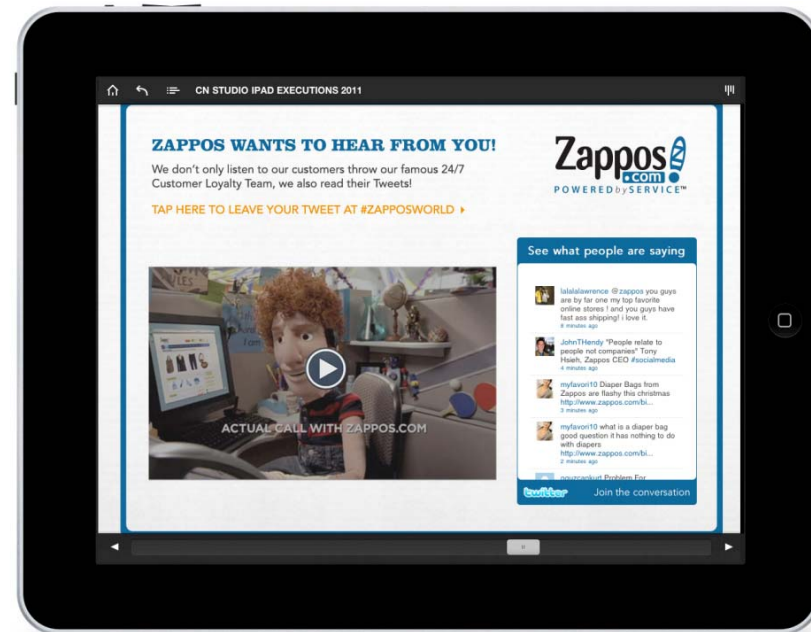 CN STUDIO IPAD EXECUTIONS 2011
ZAPPOS WANTS TO HEAR FROM YOU!
We don't only listen to our customers throw our famous 24/7
Customer Loyalty Team, we also read their Tweets!
TAP HERE TO LEAVE YOUR TWEET AT #ZAPPOSWORLD
Zappos
.com
POWERED by SERVICE™
ACTUAL CALL WITH ZAPPOS.COM
See what people are saying
lalalalawrence @zappos you guys
are by far one my top favorite
online stores ! and you guys have
fast ass shipping! i love it.
6 minutes ago
JohnTHendy "People relate to
people not companies" Tony
Hsieh, Zappos CEO #socialmedia
4 minutes ago
myfavori10 Diaper Bags from
Zappos are flashy this christmas
http://www.zappos.com/bi...
3 minutes ago
myfavori10 what is a diaper bag
good question it has nothing to do
with diapers
http://www.zappos.com/bi...
2 minutes ago
Problem For
twitter
Join the conversation